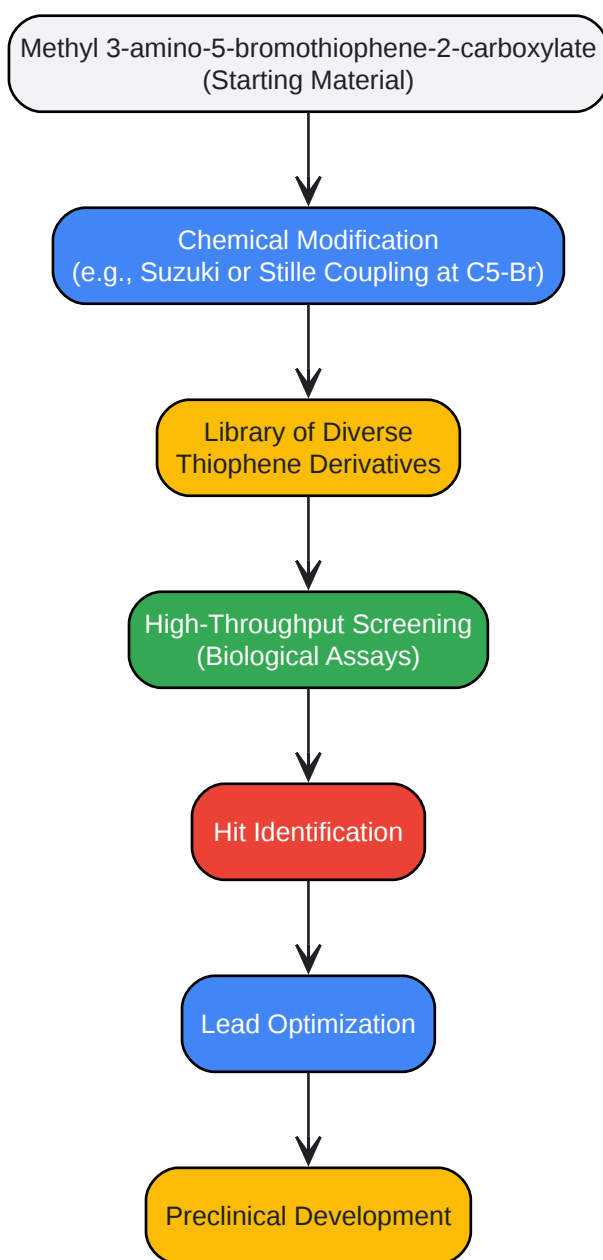 Methyl 3-amino-5-bromothiophene-2-carboxylate
(Starting Material)
Chemical Modification
(e.g., Suzuki or Stille Coupling at C5-Br)
Library of Diverse
Thiophene Derivatives
High-Throughput Screening
(Biological Assays)
Hit Identification
Lead Optimization
Preclinical Development